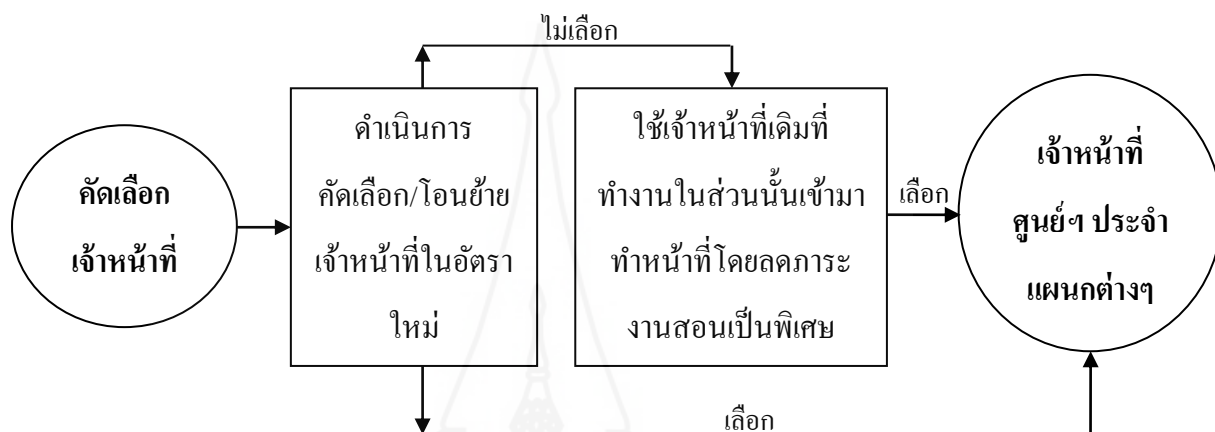 ไม่เลือก
คัดเลือก
เจ้าหน้าที่
ดำเนินการ
คัดเลือก/โอนย้าย
เจ้าหน้าที่ในอัตรา
ใหม่
ใช้เจ้าหน้าที่เดิมที่
ทำงานในส่วนนั้นเข้ามา
ทำหน้าที่โดยลดภาระ
งานสอนเป็นพิเศษ
เลือก
เจ้าหน้าที่
ศูนย์ฯ ประจำ
แผนกต่างๆ
เลือก